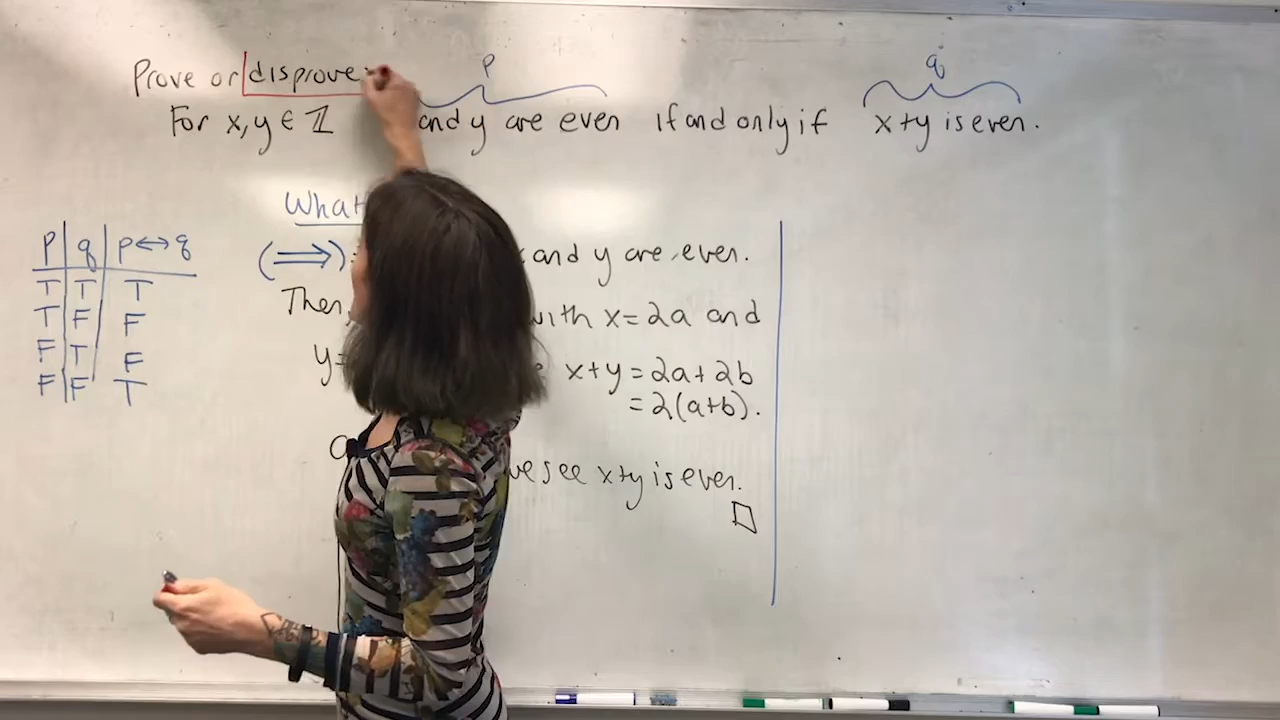 Prove or disprove:
p q
For x, y ∈ ℤ and y are even if and only if x+y is even.
What
p q p↔q
T T T
T F F
F T F
F F T
(⟹) and y are even.
Then, with x=2a and
y= x+y=2a+2b
=2(a+b).
we see x+y is even.
□